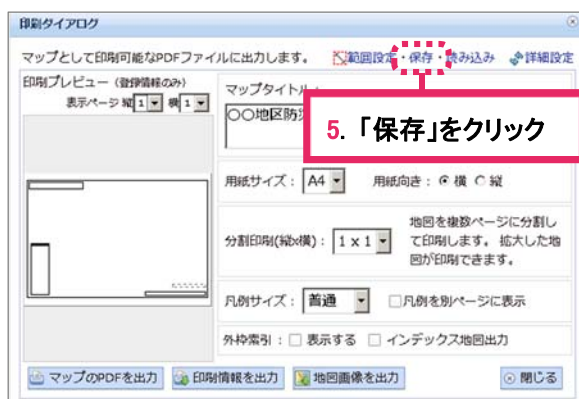 印刷ダイアログ
マップとして印刷可能なPDFファイルに出力します。 範囲設定・保存・読み込み 詳細設定
印刷プレビュー（登録情報のみ）
表示ページ 縦 1 横 1
マップタイトル：
〇〇地区防災
5. 「保存」をクリック
用紙サイズ： A4 用紙向き： 横 縦
分割印刷(縦x横)： 1 x 1
地図を複数ページに分割し
て印刷します。 拡大した地
図が印刷できます。
凡例サイズ： 普通 凡例を別ページに表示
外枠索引： 表示する インデックス地図出力
マップのPDFを出力 印刷情報を出力 地図画像を出力 閉じる